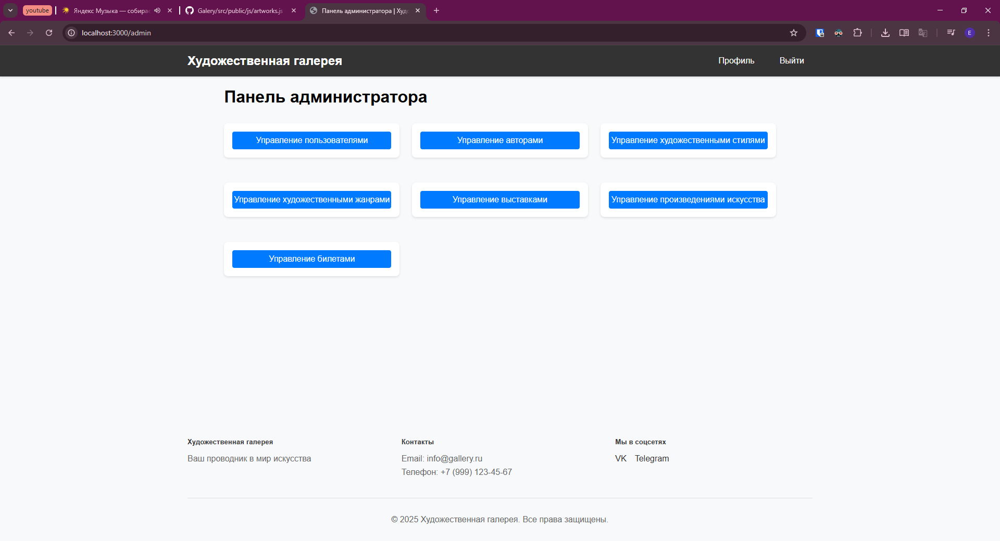 youtube
Яндекс Музыка — собирае
Galery/src/public/js/artworks.js
Панель администратора | Худо
localhost:3000/admin
E
Художественная галерея
Профиль
Выйти
Панель администратора
Управление пользователями
Управление авторами
Управление художественными стилями
Управление художественными жанрами
Управление выставками
Управление произведениями искусства
Управление билетами
Художественная галерея
Ваш проводник в мир искусства
Контакты
Email: info@gallery.ru
Телефон: +7 (999) 123-45-67
Мы в соцсетях
VK Telegram
© 2025 Художественная галерея. Все права защищены.